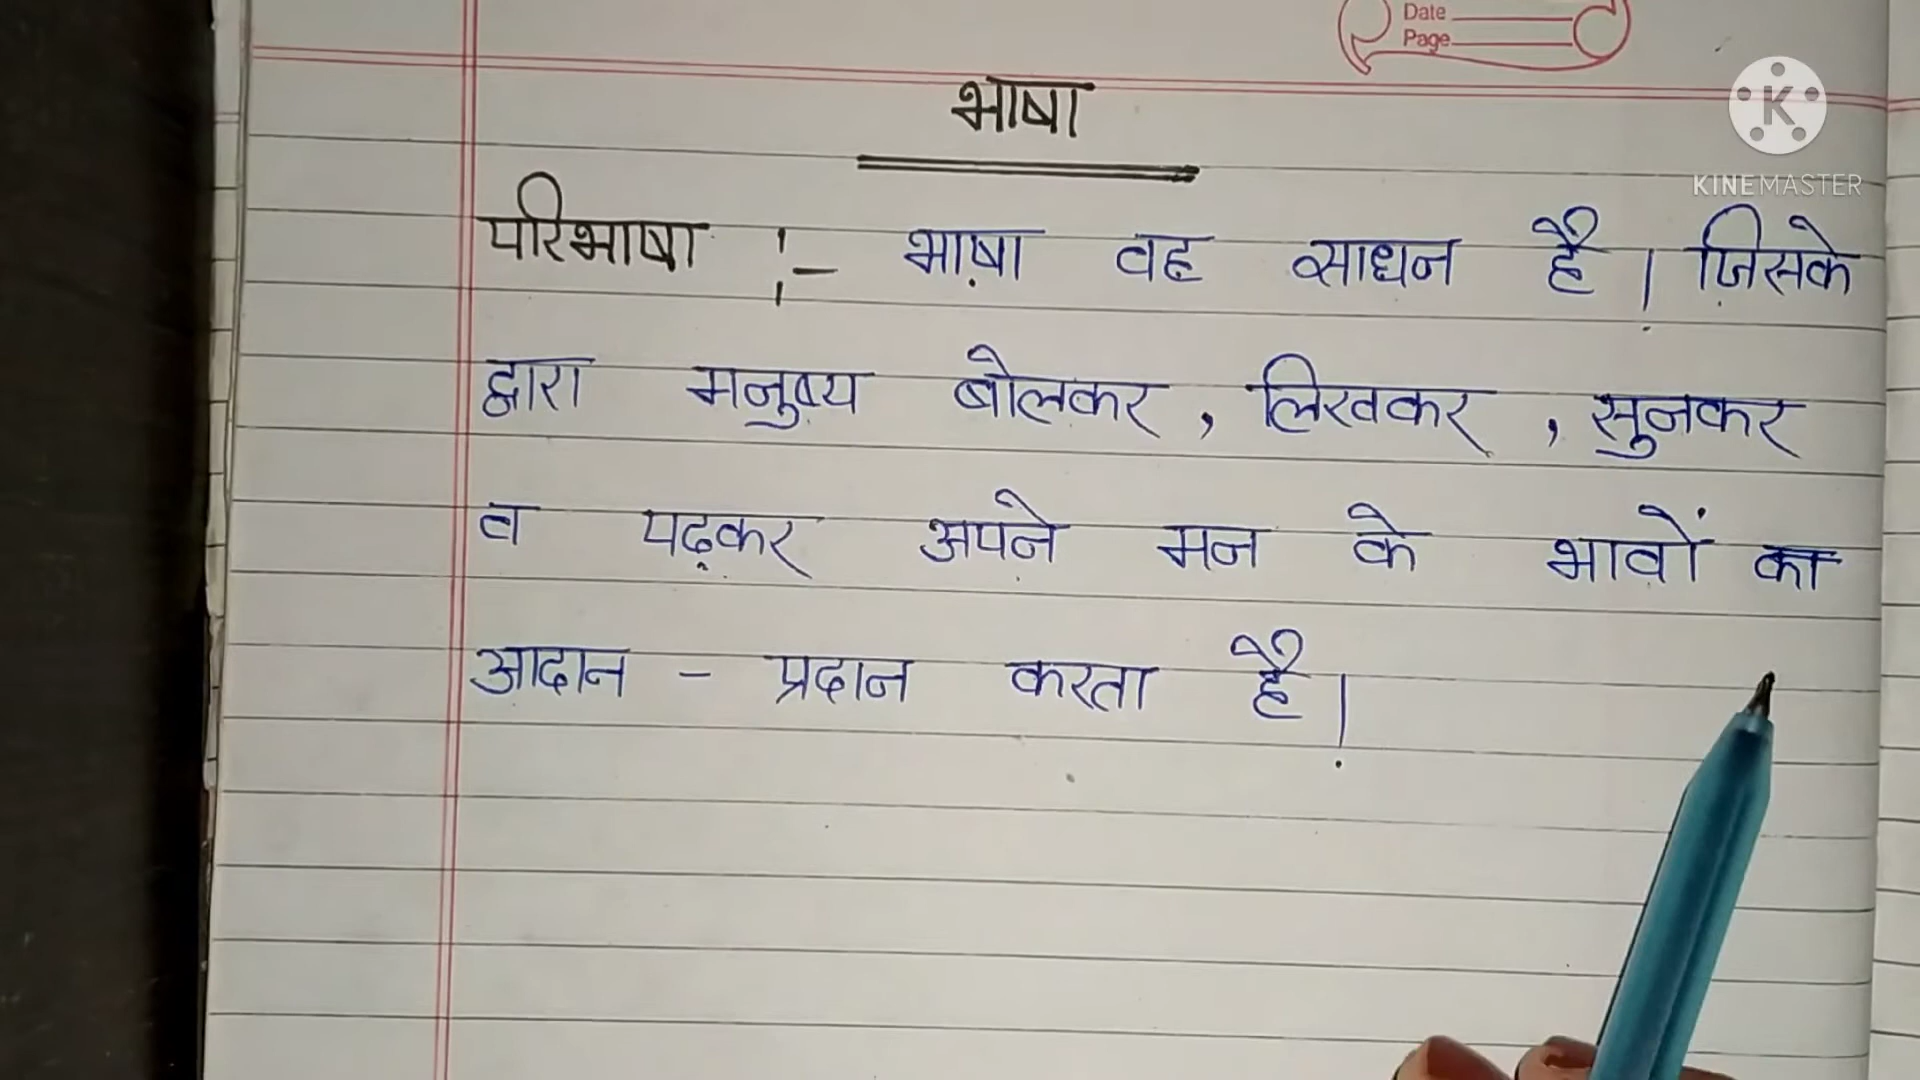 Date
Page
भाषा
KINEMASTER
परिभाषा :- भाषा वह साधन है। जिसके
द्वारा मनुष्य बोलकर, लिखकर, सुनकर
व पढ़कर अपने मन के भावों का
आदान - प्रदान करता है।